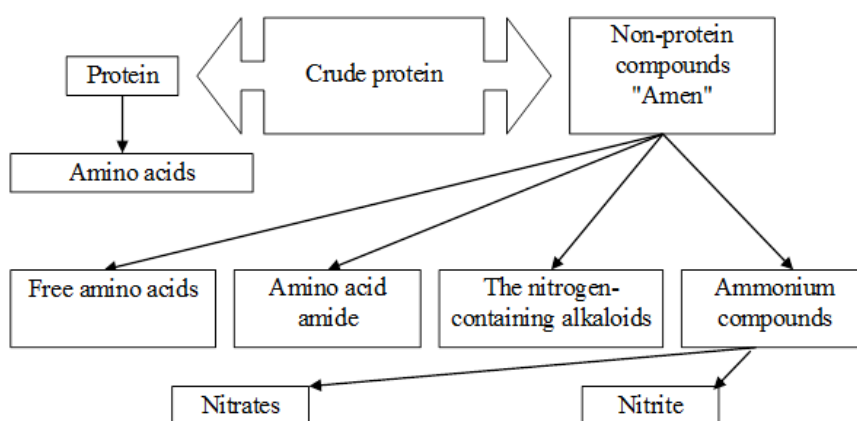 Protein
Crude protein
Non-protein
compounds
"Amen"
Amino acids
Free amino acids
Amino acid
amide
The nitrogen-
containing alkaloids
Ammonium
compounds
Nitrates
Nitrite